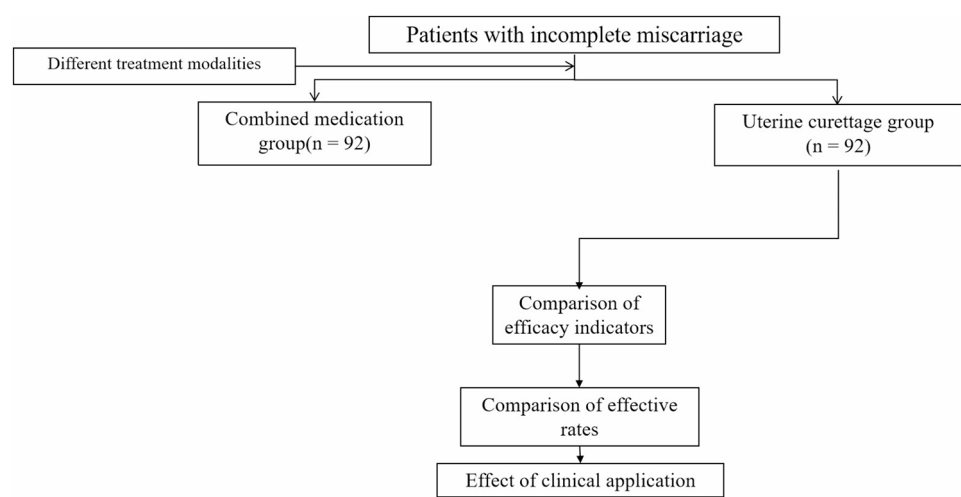 Patients with incomplete miscarriage
Different treatment modalities
Combined medication
group(n = 92)
Uterine curettage group
(n = 92)
Comparison of
efficacy indicators
Comparison of effective
rates
Effect of clinical application